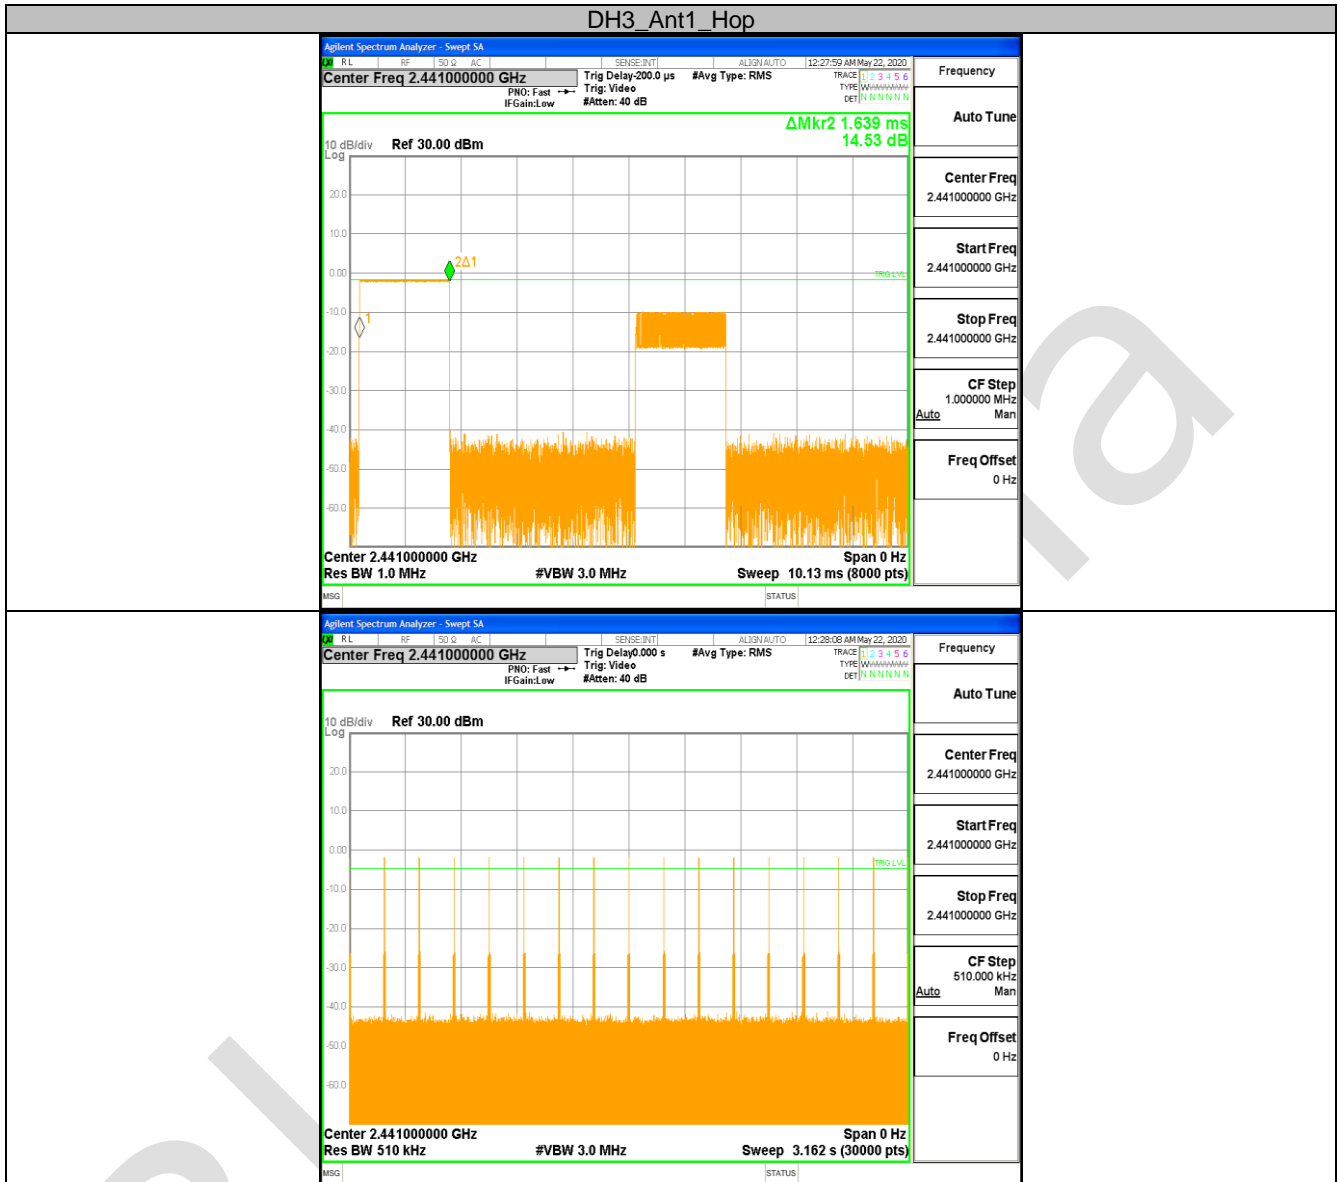 DH3_Ant1_Hop
Agilent Spectrum Analyzer - Swept SA
RL RF 50 Ω AC SENSE:INT ALIGN AUTO 12:27:59 AM May 22, 2020
Center Freq 2.441000000 GHz
PNO: Fast
IFGain:Low
Trig Delay-200.0 µs
Trig: Video
#Atten: 40 dB
#Avg Type: RMS
TRACE 1 2 3 4 5 6
TYPE
DET N N N N N N
Frequency
Auto Tune
ΔMkr2 1.639 ms
14.53 dB
10 dB/div
Log
Ref 30.00 dBm
20.0
10.0
0.00
-10.0
-20.0
-30.0
-40.0
-50.0
-60.0
2Δ1
1
TRIG LVL
Center Freq
2.441000000 GHz
Start Freq
2.441000000 GHz
Stop Freq
2.441000000 GHz
CF Step
1.000000 MHz
Auto Man
Freq Offset
0 Hz
Center 2.441000000 GHz Span 0 Hz
Res BW 1.0 MHz #VBW 3.0 MHz Sweep 10.13 ms (8000 pts)
MSG STATUS
Agilent Spectrum Analyzer - Swept SA
RL RF 50 Ω AC SENSE:INT ALIGN AUTO 12:28:08 AM May 22, 2020
Center Freq 2.441000000 GHz
PNO: Fast
IFGain:Low
Trig Delay0.000 s
Trig: Video
#Atten: 40 dB
#Avg Type: RMS
TRACE 1 2 3 4 5 6
TYPE
DET N N N N N N
Frequency
Auto Tune
10 dB/div
Log
Ref 30.00 dBm
20.0
10.0
0.00
-10.0
-20.0
-30.0
-40.0
-50.0
-60.0
TRIG LVL
Center Freq
2.441000000 GHz
Start Freq
2.441000000 GHz
Stop Freq
2.441000000 GHz
CF Step
510.000 kHz
Auto Man
Freq Offset
0 Hz
Center 2.441000000 GHz Span 0 Hz
Res BW 510 kHz #VBW 3.0 MHz Sweep 3.162 s (30000 pts)
MSG STATUS